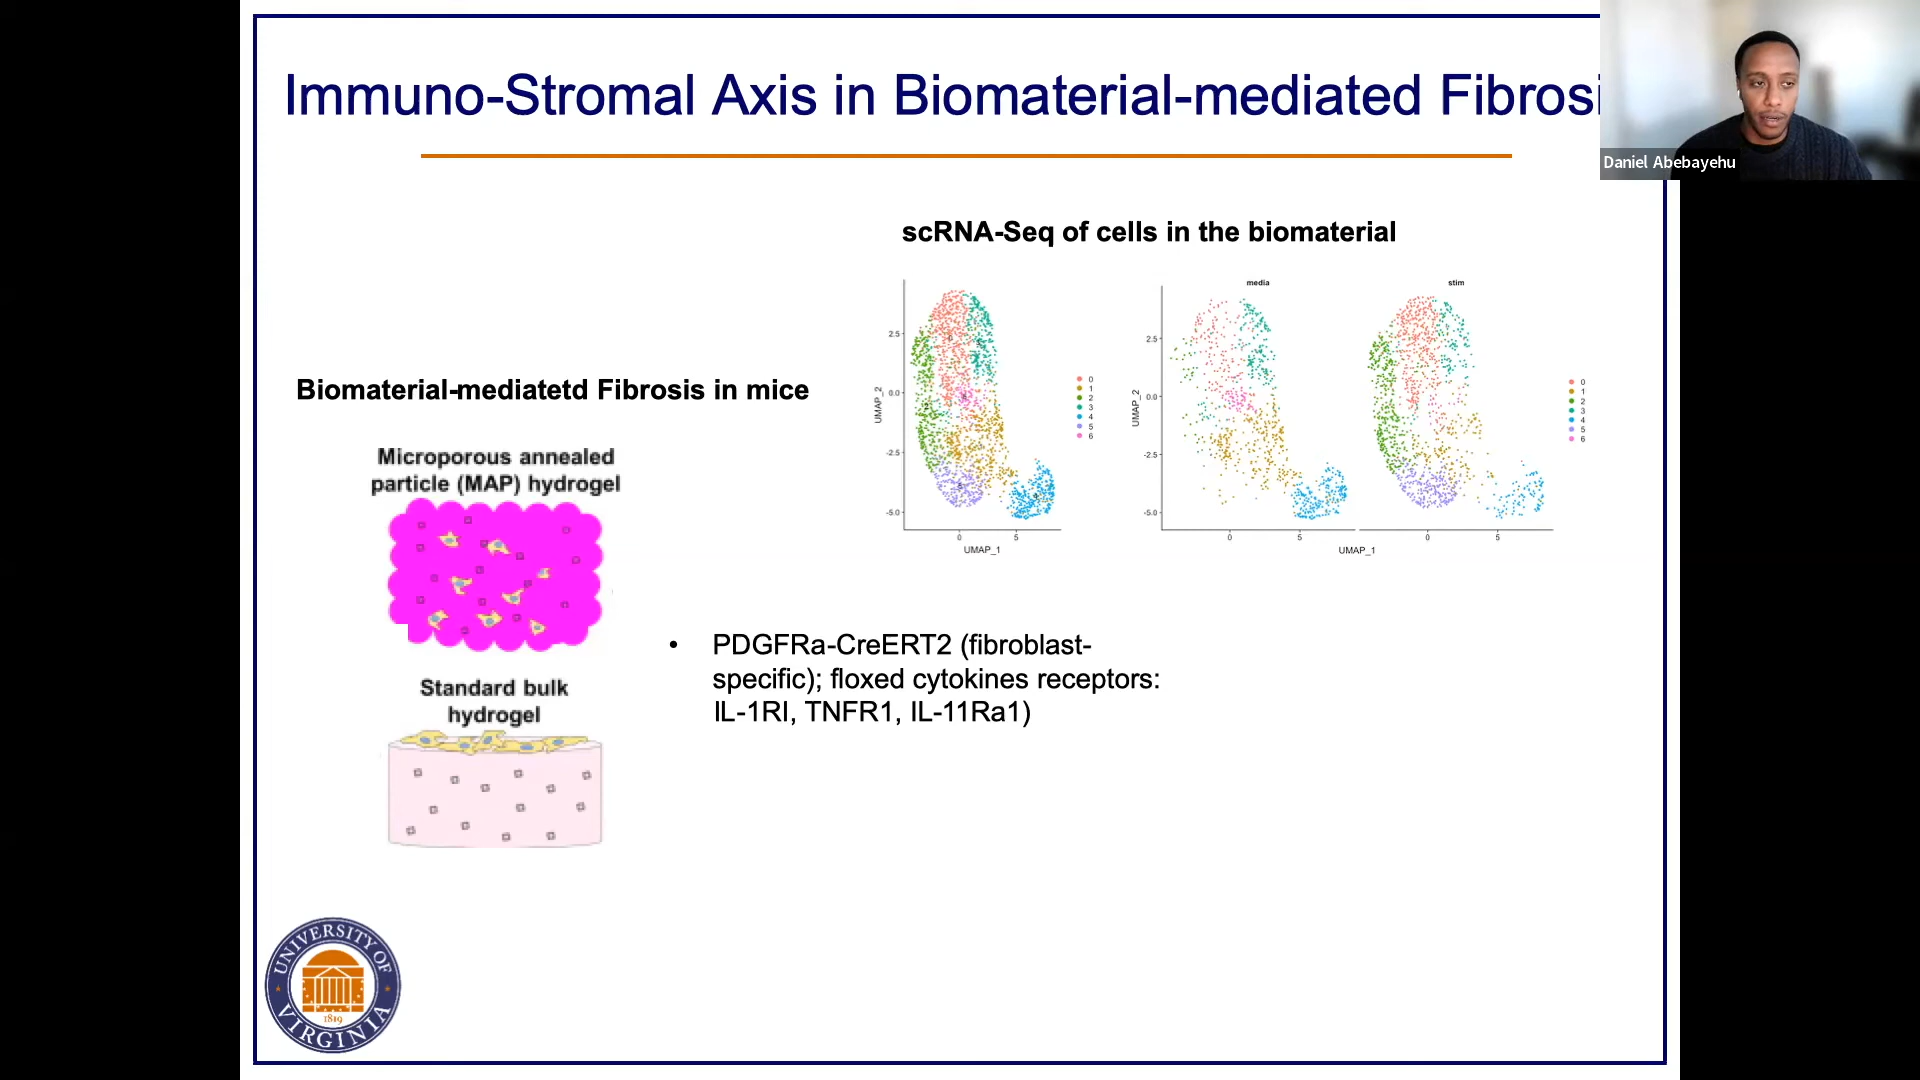 Immuno-Stromal Axis in Biomaterial-mediated Fibrosi
Daniel Abebayehu
scRNA-Seq of cells in the biomaterial
Biomaterial-mediatetd Fibrosis in mice
Microporous annealed
particle (MAP) hydrogel
Standard bulk
hydrogel
UMAP_2
2.5
0.0
-2.5
-5.0
0
5
UMAP_1
0
1
2
3
4
5
6
media
stim
UMAP_2
2.5
0.0
-2.5
-5.0
0
5
0
5
UMAP_1
0
1
2
3
4
5
6
• PDGFRa-CreERT2 (fibroblast-
specific); floxed cytokines receptors:
IL-1RI, TNFR1, IL-11Ra1)
UNIVERSITY OF
VIRGINIA
1819